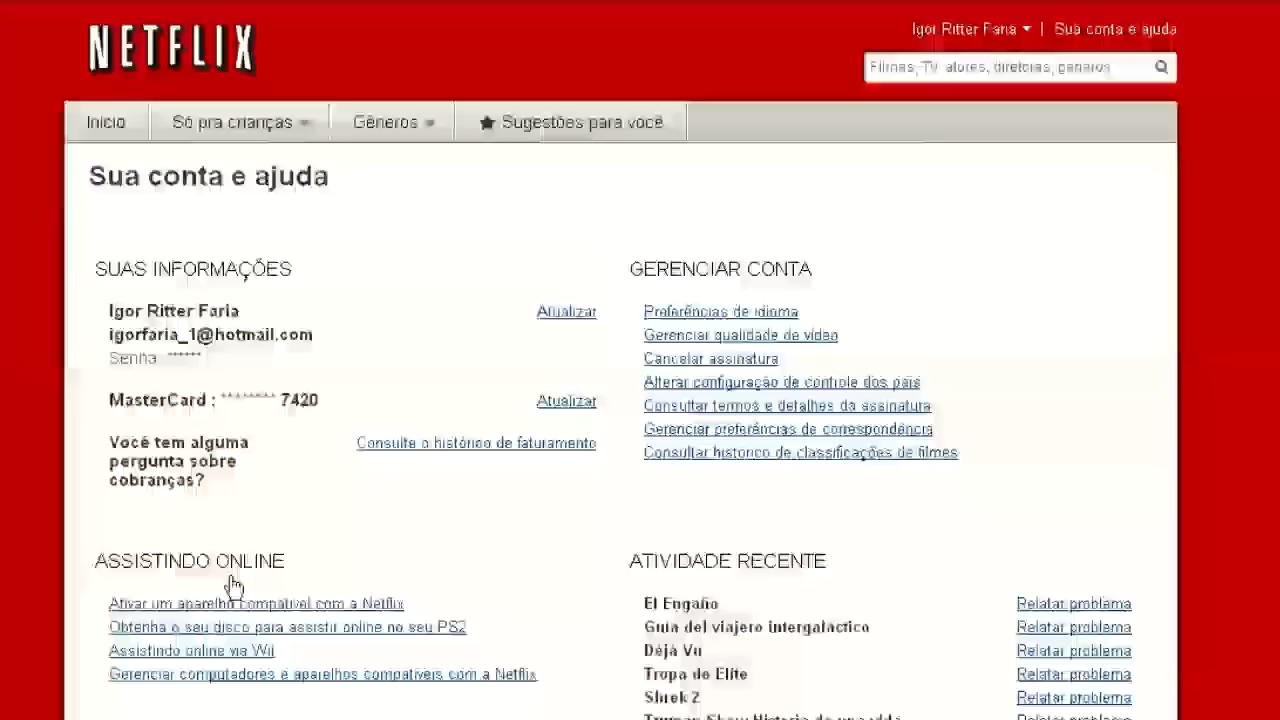 NETFLIX
Igor Ritter Faria | Sua conta e ajuda
Filmes, TV, atores, diretores, gêneros
Início Só pra crianças Gêneros Sugestões para você
Sua conta e ajuda
SUAS INFORMAÇÕES
Igor Ritter Faria Atualizar
igorfaria_1@hotmail.com
Senha ******
MasterCard : ******** 7420 Atualizar
Você tem alguma Consulte o histórico de faturamento
pergunta sobre
cobranças?
GERENCIAR CONTA
Preferências de idioma
Gerenciar qualidade de vídeo
Cancelar assinatura
Alterar configuração de controle dos pais
Consultar termos e detalhes da assinatura
Gerenciar preferências de correspondência
Consultar histórico de classificações de filmes
ASSISTINDO ONLINE
Ativar um aparelho compatível com a Netflix
Obtenha o seu disco para assistir online no seu PS2
Assistindo online via Wii
Gerenciar computadores e aparelhos compatíveis com a Netflix
ATIVIDADE RECENTE
El Engaño Relatar problema
Guía del viajero intergaláctico Relatar problema
Déjà Vu Relatar problema
Tropa de Elite Relatar problema
Shrek 2 Relatar problema